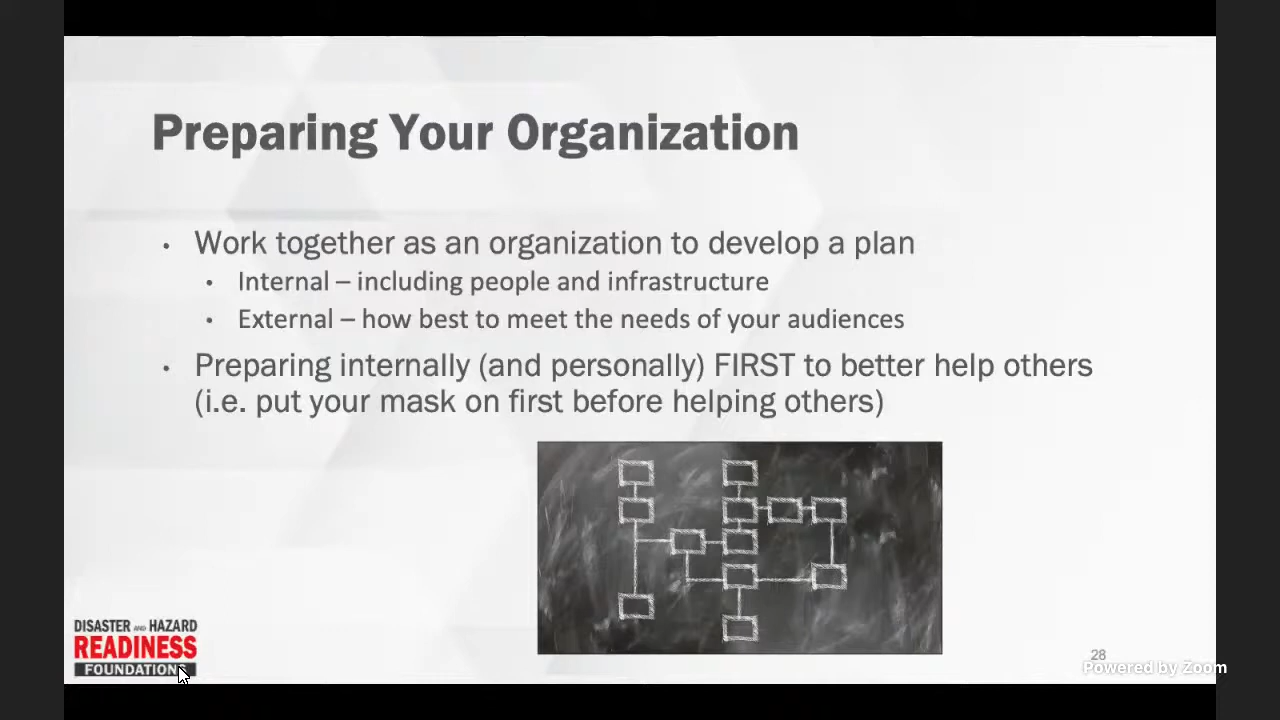 Preparing Your Organization
• Work together as an organization to develop a plan
• Internal – including people and infrastructure
• External – how best to meet the needs of your audiences
• Preparing internally (and personally) FIRST to better help others
(i.e. put your mask on first before helping others)
DISASTER AND HAZARD
READINESS
FOUNDATIONS
28
Powered by Zoom